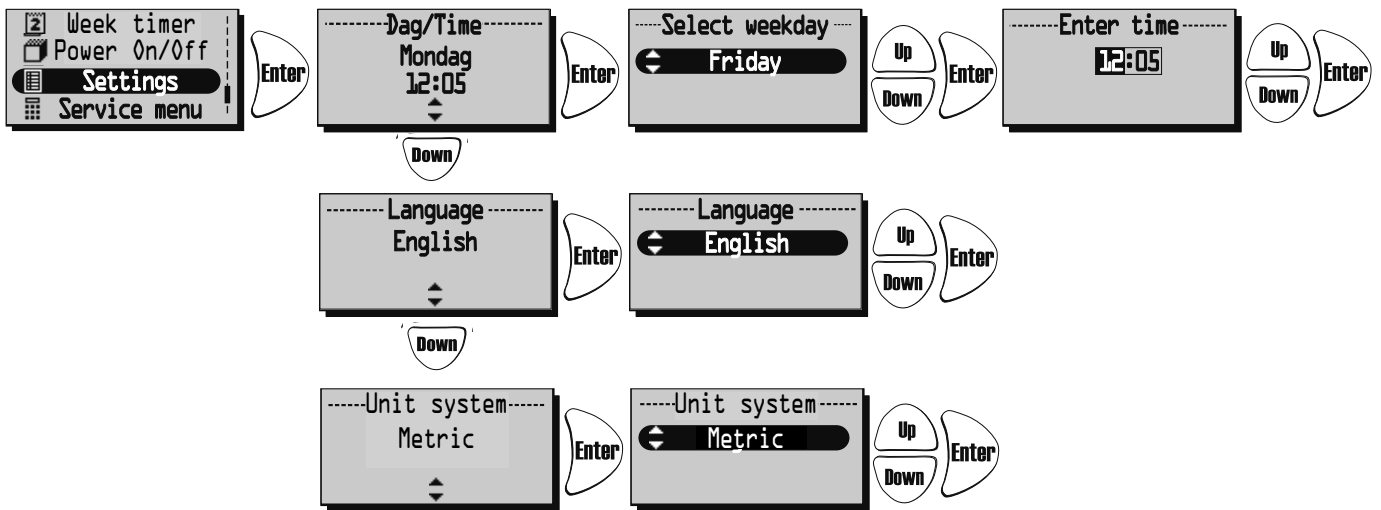 2 Week timer
Power On/Off
Settings
Service menu
Enter
Dag/Time
Mondag
12:05
Enter
Select weekday
Friday
Up
Down
Enter
Enter time
12:05
Up
Down
Enter
Down
Language
English
Enter
Language
English
Up
Down
Enter
Down
Unit system
Metric
Enter
Unit system
Metric
Up
Down
Enter